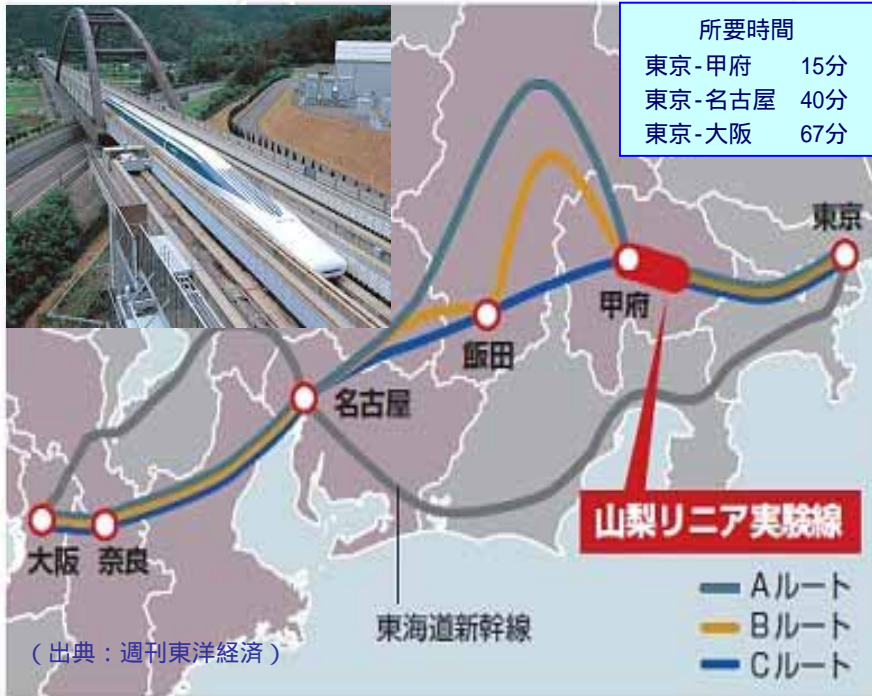 所要時間
東京-甲府 15分
東京-名古屋 40分
東京-大阪 67分
東京
甲府
飯田
名古屋
山梨リニア実験線
大阪 奈良
東海道新幹線
Aルート
Bルート
Cルート
(出典:週刊東洋経済)